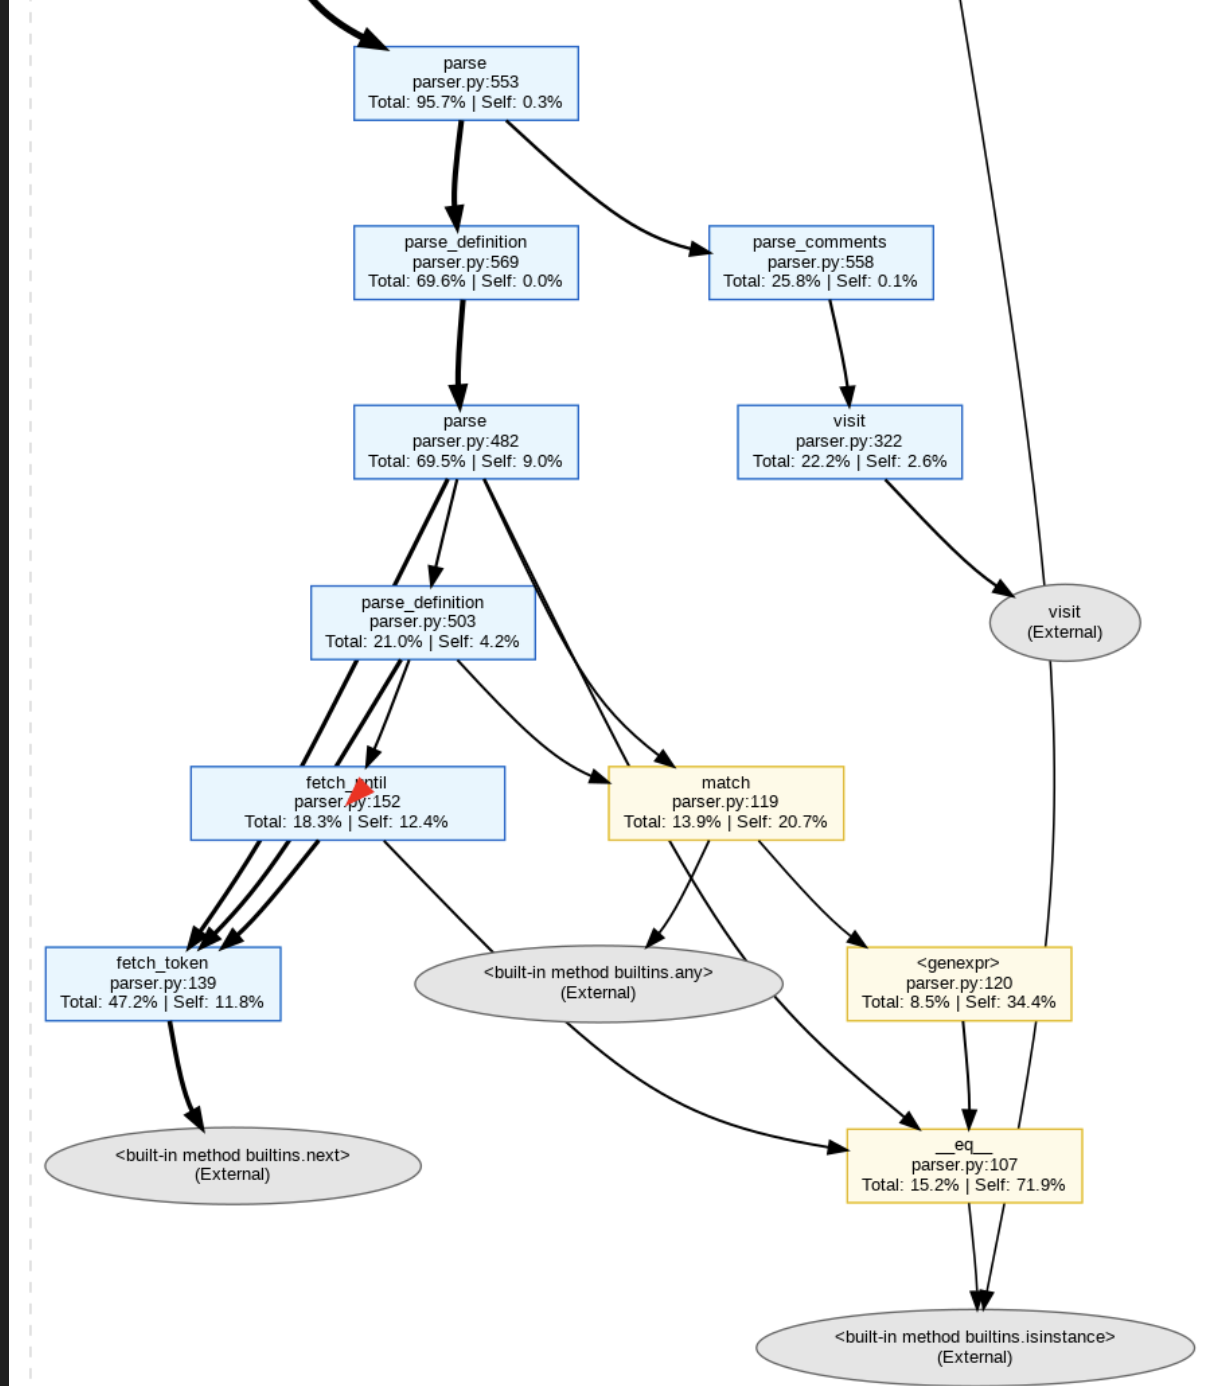 parse
parser.py:553
Total: 95.7% | Self: 0.3%
parse_definition
parser.py:569
Total: 69.6% | Self: 0.0%
parse_comments
parser.py:558
Total: 25.8% | Self: 0.1%
parse
parser.py:482
Total: 69.5% | Self: 9.0%
visit
parser.py:322
Total: 22.2% | Self: 2.6%
parse_definition
parser.py:503
Total: 21.0% | Self: 4.2%
visit
(External)
fetch_until
parser.py:152
Total: 18.3% | Self: 12.4%
match
parser.py:119
Total: 13.9% | Self: 20.7%
fetch_token
parser.py:139
Total: 47.2% | Self: 11.8%
<built-in method builtins.any>
(External)
<genexpr>
parser.py:120
Total: 8.5% | Self: 34.4%
<built-in method builtins.next>
(External)
__eq__
parser.py:107
Total: 15.2% | Self: 71.9%
<built-in method builtins.isinstance>
(External)